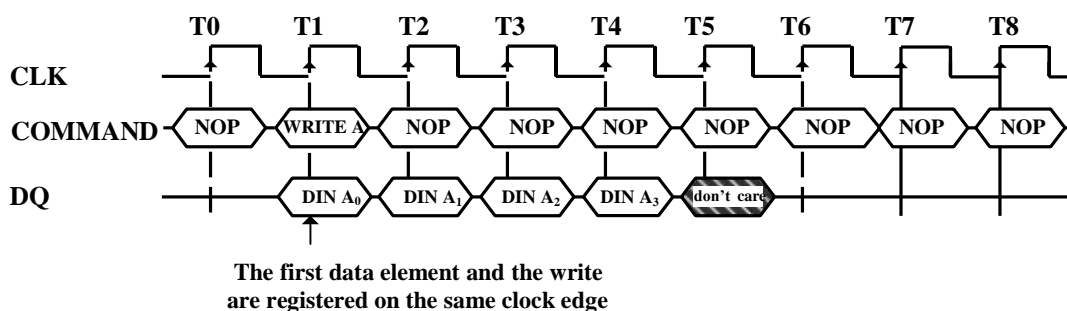 T0 T1 T2 T3 T4 T5 T6 T7 T8
CLK
COMMAND NOP WRITE A NOP NOP NOP NOP NOP NOP NOP
DQ DIN A₀ DIN A₁ DIN A₂ DIN A₃ don't care
The first data element and the write
are registered on the same clock edge